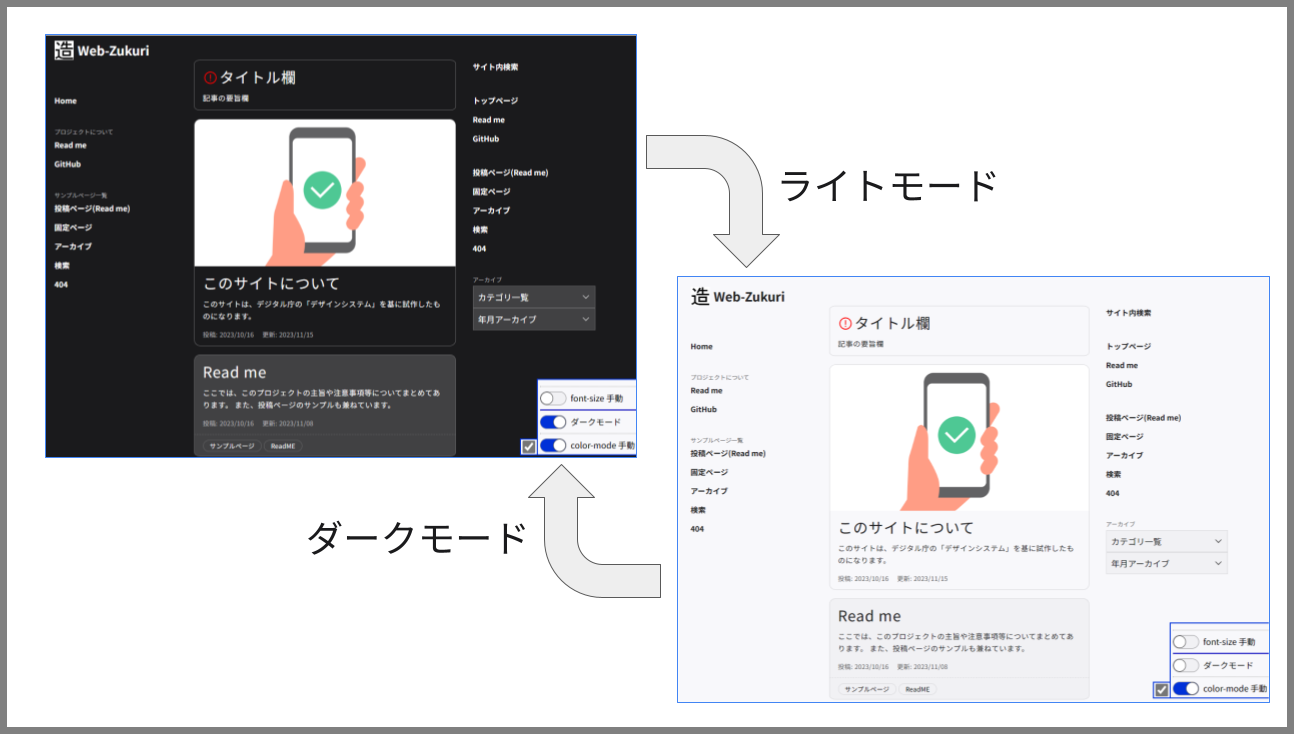 造 Web-Zukuri
Home
プロジェクトについて
Read me
GitHub
サンプルページ一覧
投稿ページ(Read me)
固定ページ
アーカイブ
検索
404
タイトル欄
記事の要旨欄
このサイトについて
このサイトは、デジタル庁の「デザインシステム」を基に試作したも
のになります。
投稿: 2023/10/16 更新: 2023/11/15
Read me
ここでは、このプロジェクトの主旨や注意事項等についてまとめてあ
ります。 また、投稿ページのサンプルも兼ねています。
投稿: 2023/10/16 更新: 2023/11/08
サンプルページ ReadME
サイト内検索
トップページ
Read me
GitHub
投稿ページ(Read me)
固定ページ
アーカイブ
検索
404
アーカイブ
カテゴリ一覧
年月アーカイブ
font-size 手動
ダークモード
color-mode 手動
ライトモード
ダークモード
造 Web-Zukuri
Home
プロジェクトについて
Read me
GitHub
サンプルページ一覧
投稿ページ(Read me)
固定ページ
アーカイブ
検索
404
タイトル欄
記事の要旨欄
このサイトについて
このサイトは、デジタル庁の「デザインシステム」を基に試作したも
のになります。
投稿: 2023/10/16 更新: 2023/11/15
Read me
ここでは、このプロジェクトの主旨や注意事項等についてまとめてあ
ります。 また、投稿ページのサンプルも兼ねています。
投稿: 2023/10/16 更新: 2023/11/08
サンプルページ ReadME
サイト内検索
トップページ
Read me
GitHub
投稿ページ(Read me)
固定ページ
アーカイブ
検索
404
アーカイブ
カテゴリ一覧
年月アーカイブ
font-size 手動
ダークモード
color-mode 手動